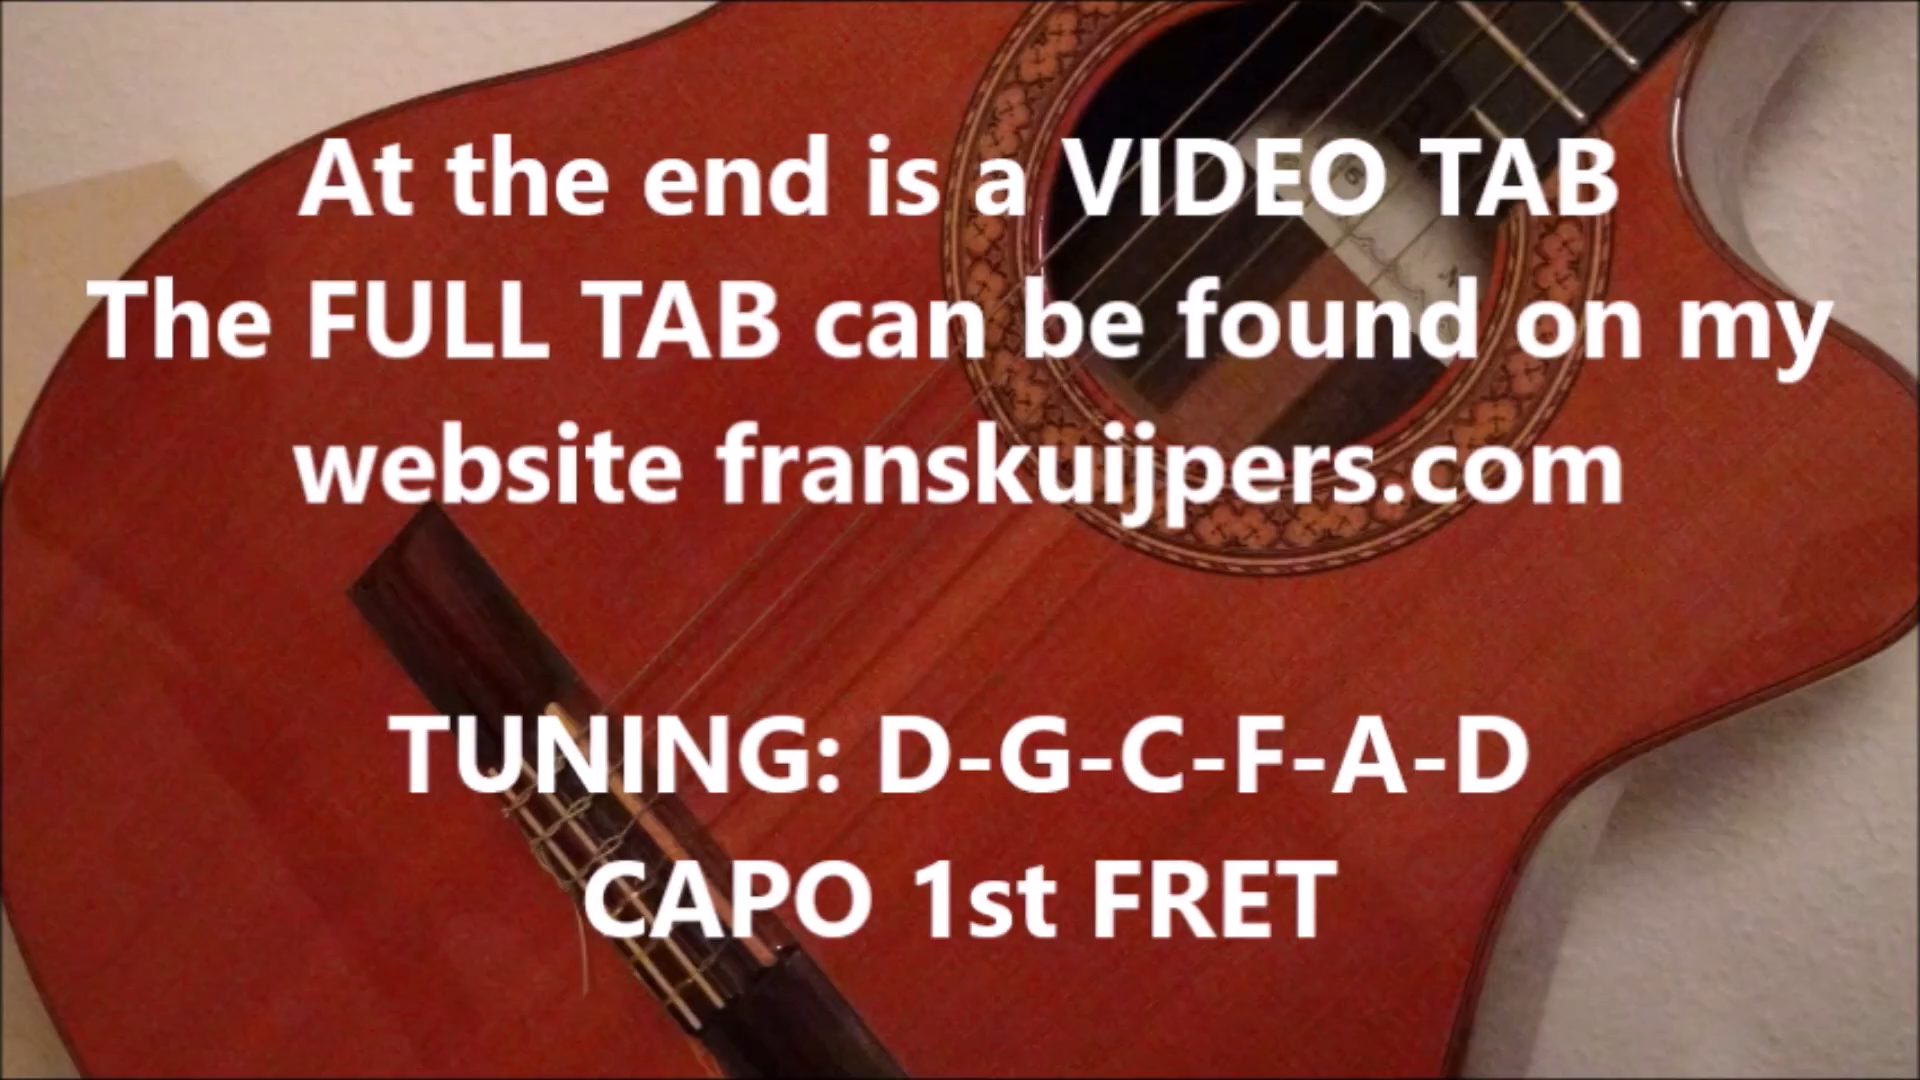 At the end is a VIDEO TAB
The FULL TAB can be found on my
website franskuijpers.com
TUNING: D-G-C-F-A-D
CAPO 1st FRET